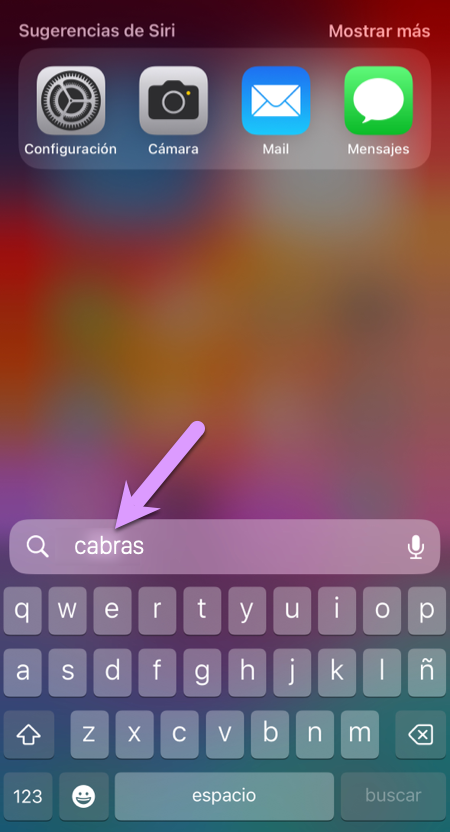 Sugerencias de Siri Mostrar más
Configuración Cámara Mail Mensajes
cabras
q w e r t y u i o p
a s d f g h j k l ñ
z x c v b n m
123 espacio buscar